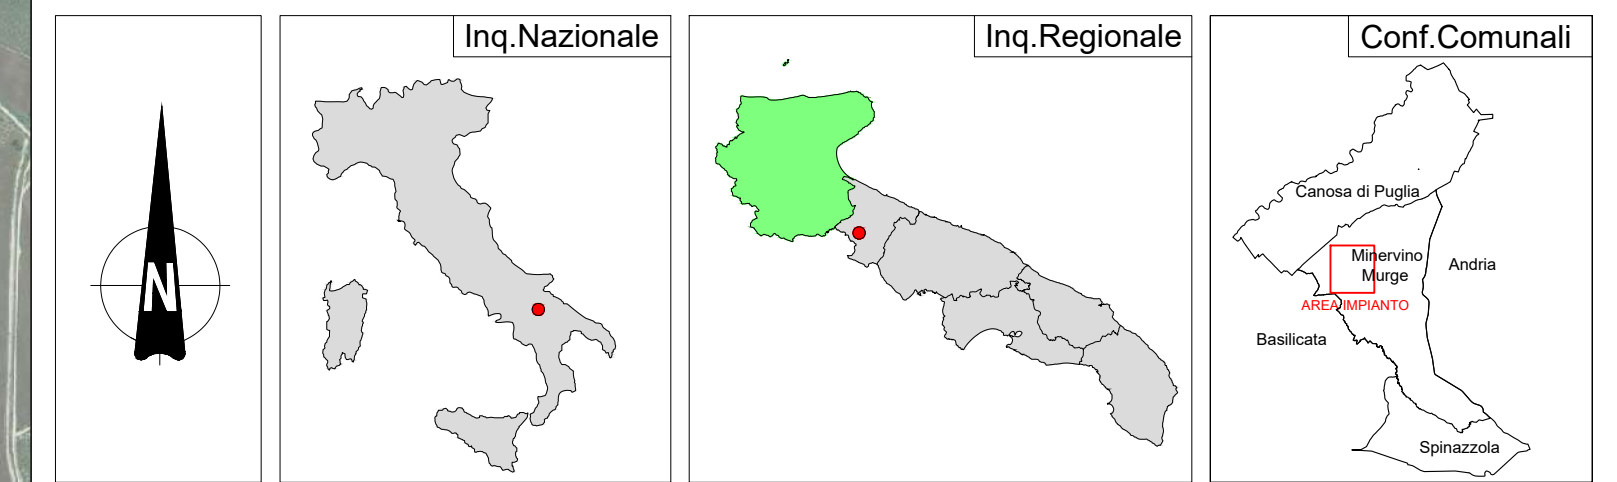 N
Inq.Nazionale
Inq.Regionale
Conf.Comunali
Canosa di Puglia
Minervino
Murge
Andria
AREA IMPIANTO
Basilicata
Spinazzola